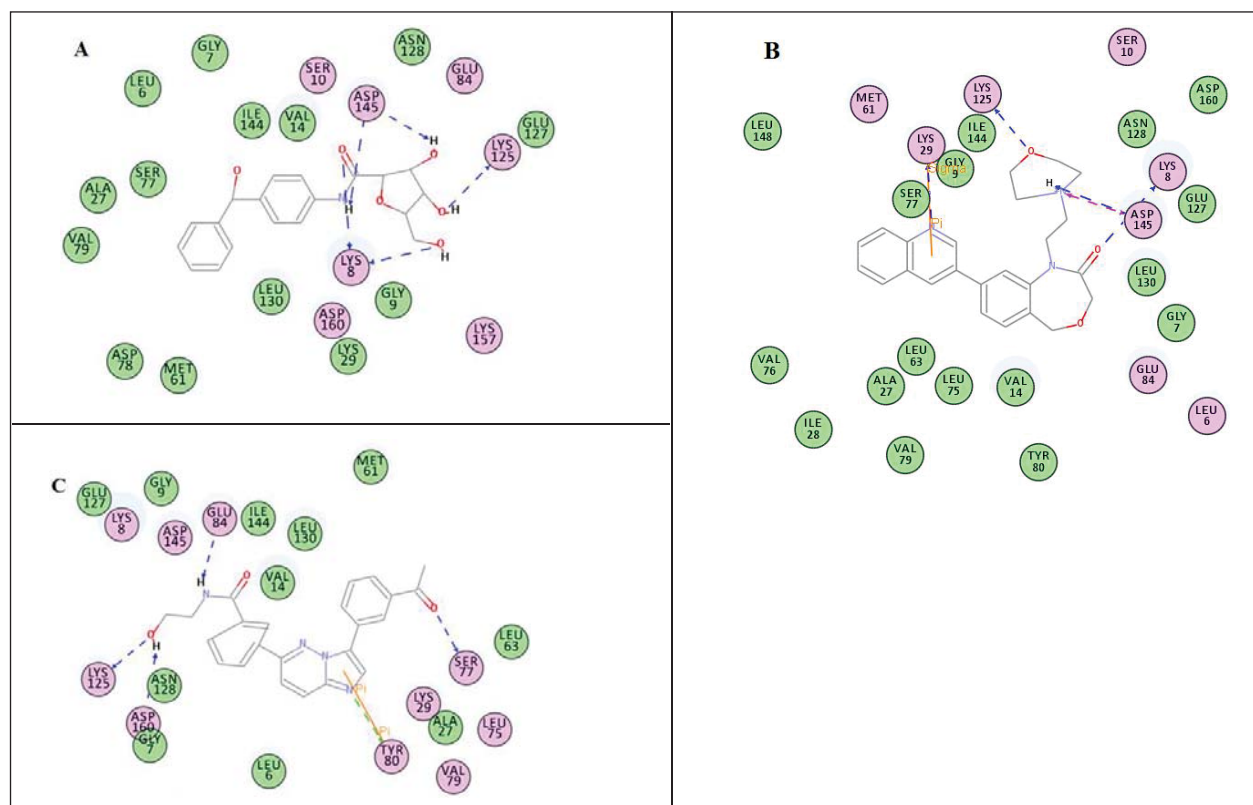 A
GLY
7
LEU
6
ASN
128
SER
10
GLU
84
ASP
145
ILE
144
VAL
14
GLU
127
LYS
125
SER
77
ALA
27
VAL
79
O
H
O
O
N
H
O
O
H
O
H
LYS
8
LEU
130
GLY
9
ASP
160
LYS
29
LYS
157
ASP
78
MET
61
B
SER
10
LYS
125
MET
61
ASP
160
LEU
148
ILE
144
ASN
128
LYS
29
GLY
9
Sigma
LYS
8
SER
77
Pi
O
H
N
ASP
145
GLU
127
N
O
O
LEU
130
GLY
7
VAL
76
LEU
63
ALA
27
LEU
75
VAL
14
GLU
84
LEU
6
ILE
28
VAL
79
TYR
80
C
MET
61
GLU
127
GLY
9
LYS
8
ASP
145
GLU
84
ILE
144
LEU
130
VAL
14
H
N
O
O
H
O
N
N
N
Pi
Pi
LEU
63
SER
77
LYS
125
ASN
128
ASP
160
GLY
7
LYS
29
ALA
27
LEU
75
LEU
6
TYR
80
VAL
79